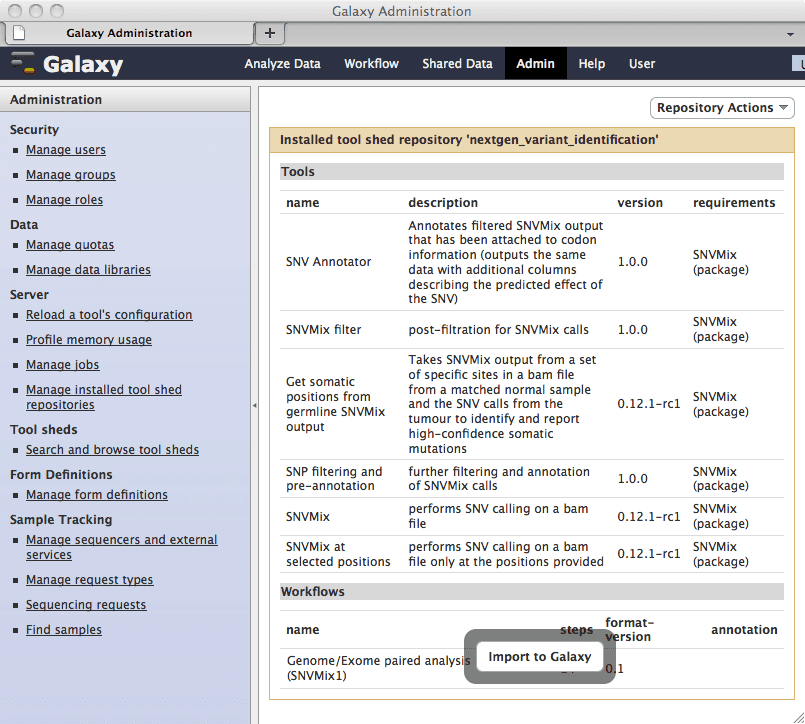 Galaxy Administration
Galaxy Administration
+
Galaxy
Analyze Data
Workflow
Shared Data
Admin
Help
User
Administration
Security
Manage users
Manage groups
Manage roles
Data
Manage quotas
Manage data libraries
Server
Reload a tool's configuration
Profile memory usage
Manage jobs
Manage installed tool shed
repositories
Tool sheds
Search and browse tool sheds
Form Definitions
Manage form definitions
Sample Tracking
Manage sequencers and external
services
Manage request types
Sequencing requests
Find samples
Repository Actions
Installed tool shed repository 'nextgen_variant_identification'
Tools
name description version requirements
SNV Annotator
Annotates filtered SNVMix output
that has been attached to codon
information (outputs the same
data with additional columns
describing the predicted effect of
the SNV)
1.0.0
SNVMix
(package)
SNVMix filter
post-filtration for SNVMix calls
1.0.0
SNVMix
(package)
Get somatic
positions from
germline SNVMix
output
Takes SNVMix output from a set
of specific sites in a bam file
from a matched normal sample
and the SNV calls from the
tumour to identify and report
high-confidence somatic
mutations
0.12.1-rc1
SNVMix
(package)
SNP filtering and
pre-annotation
further filtering and annotation
of SNVMix calls
1.0.0
SNVMix
(package)
SNVMix
performs SNV calling on a bam
file
0.12.1-rc1
SNVMix
(package)
SNVMix at
selected positions
performs SNV calling on a bam
file only at the positions provided
0.12.1-rc1
SNVMix
(package)
Workflows
name
steps
format-
version
annotation
Genome/Exome paired analysis
(SNVMix1)
Import to Galaxy
0.1